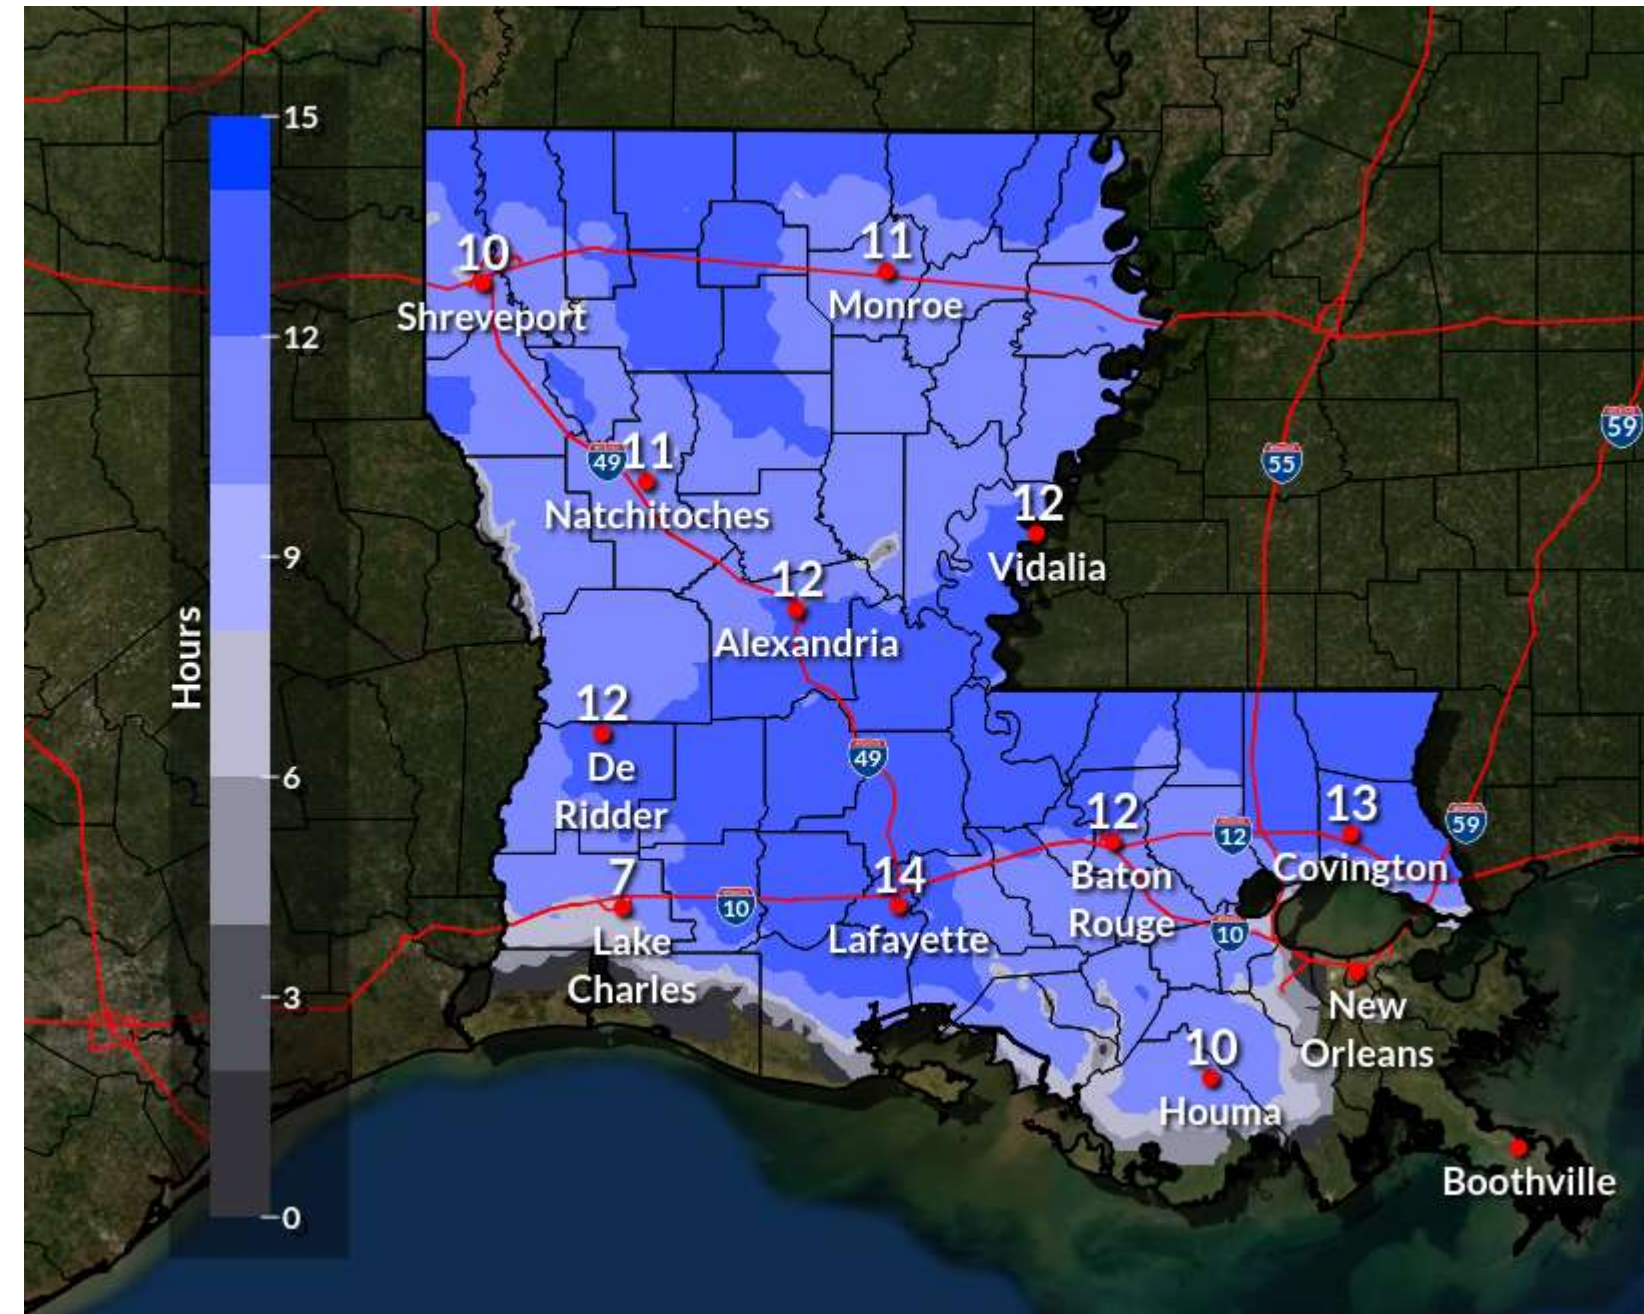 15
12
9
6
3
0
Hours
10
Shreveport
11
Monroe
49
11
Natchitoches
55
59
12
Vidalia
12
Alexandria
12
De
Ridder
49
12
Baton
Rouge
12
13
Covington
59
7
Lake
Charles
10
14
Lafayette
10
New
Orleans
10
Houma
Boothville